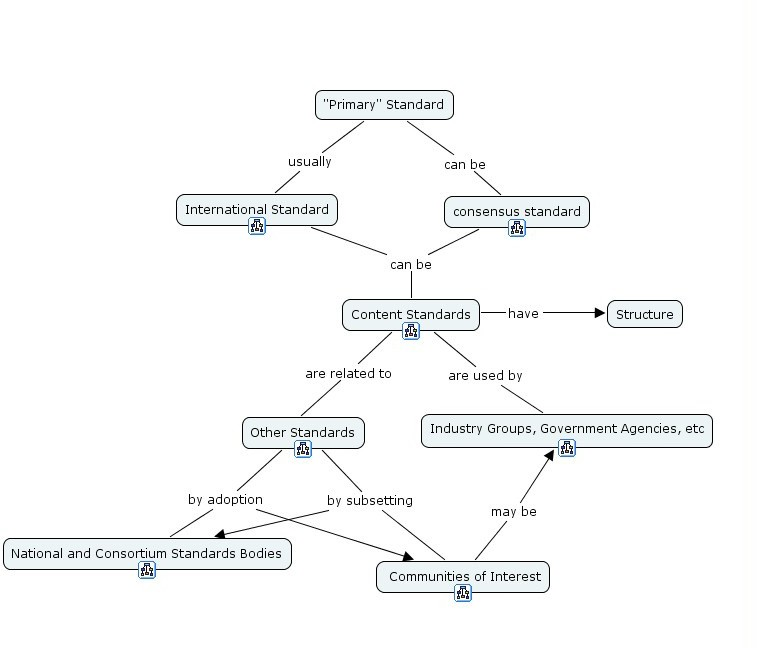 "Primary" Standard
usually
can be
International Standard
consensus standard
can be
Content Standards
have
Structure
are related to
are used by
Other Standards
Industry Groups, Government Agencies, etc
by adoption
by subsetting
may be
National and Consortium Standards Bodies
Communities of Interest